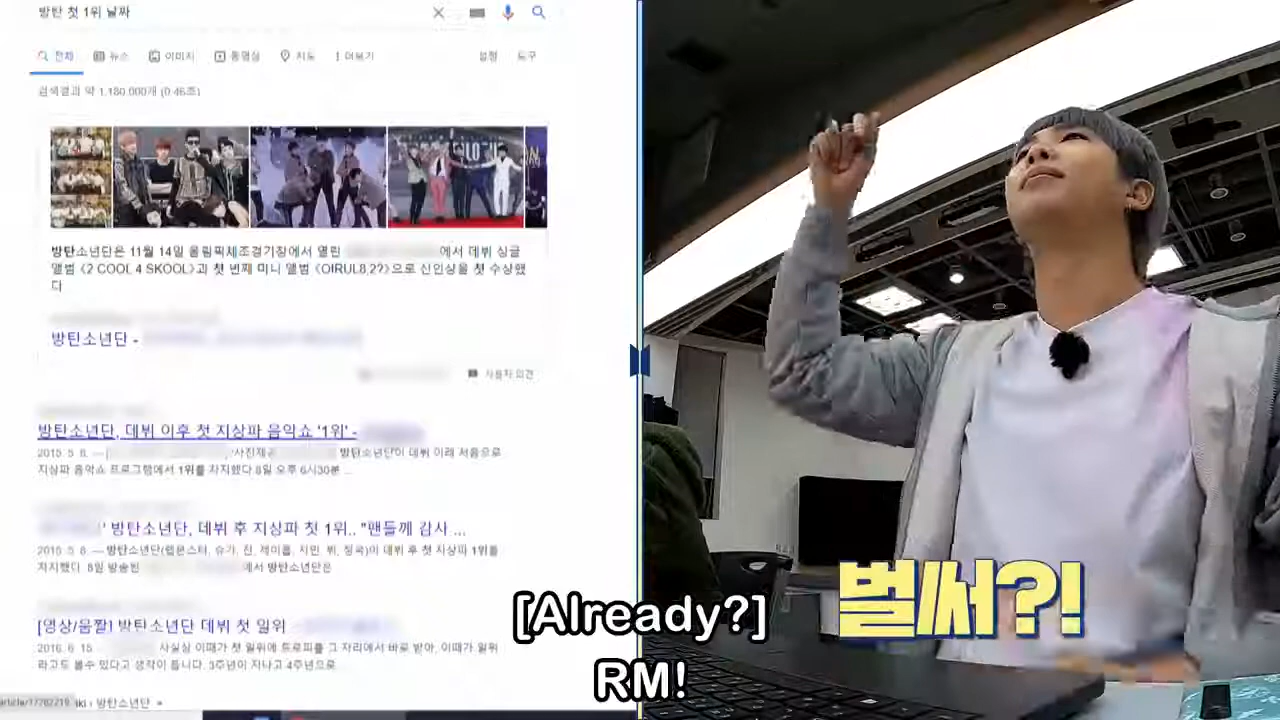 방탄 첫 1위 날짜
전체 뉴스 이미지 동영상 지도 더보기 설정 도구
검색결과 약 1,180,000개 (0.46초)
방탄소년단은 11월 14일 올림픽체조경기장에서 열린 에서 데뷔 싱글
앨범 <2 COOL 4 SKOOL>과 첫 번째 미니 앨범 <OIRUL8,2?>으로 신인상을 첫 수상했
다
방탄소년단 -
사용자 의견
방탄소년단, 데뷔 이후 첫 지상파 음악쇼 '1위' -
2015. 5. 8. — 방탄소년단이 데뷔 이래 처음으로
지상파 음악쇼 프로그램에서 1위를 차지했다 8일 오후 6시30분 ...
' 방탄소년단, 데뷔 후 지상파 첫 1위.. "팬들께 감사 ...
2015. 5. 8. — 방탄소년단(랩몬스터, 슈가, 진, 제이홉, 지민, 뷔, 정국)이 데뷔 후 첫 지상파 1위를
차지했다. 8일 방송된 에서 방탄소년단은
[영상/움짤] 방탄소년단 데뷔 첫 일위
사실심 이때가 첫 일위에 트로피를 그 자리에서 바로 받아, 이때가 일위
라고도 볼수 있다고 생각이 듭니다. 3주년이 지나고 4주년으로
방탄소년단
벌써?!
[Already?]
RM!